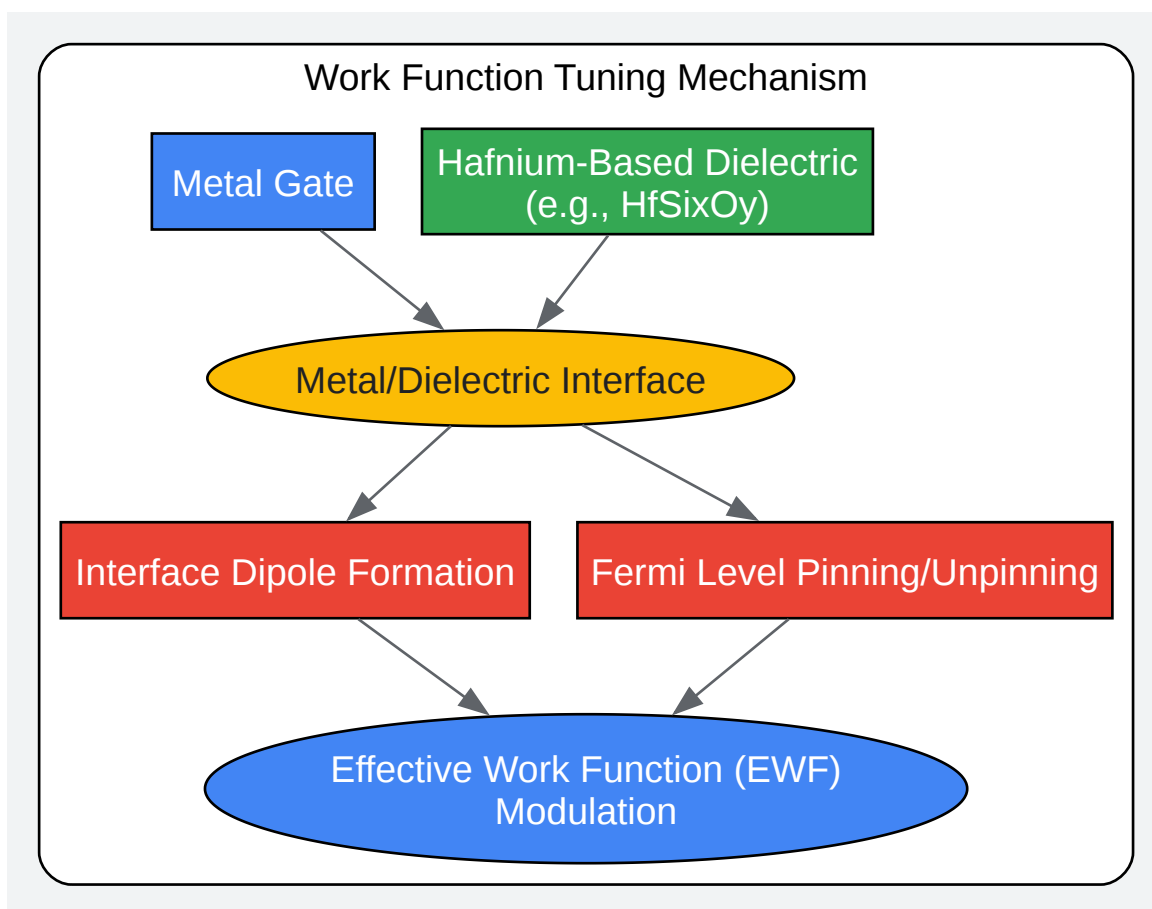 Work Function Tuning Mechanism
Metal Gate
Hafnium-Based Dielectric
(e.g., HfSixOy)
Metal/Dielectric Interface
Interface Dipole Formation
Fermi Level Pinning/Unpinning
Effective Work Function (EWF)
Modulation